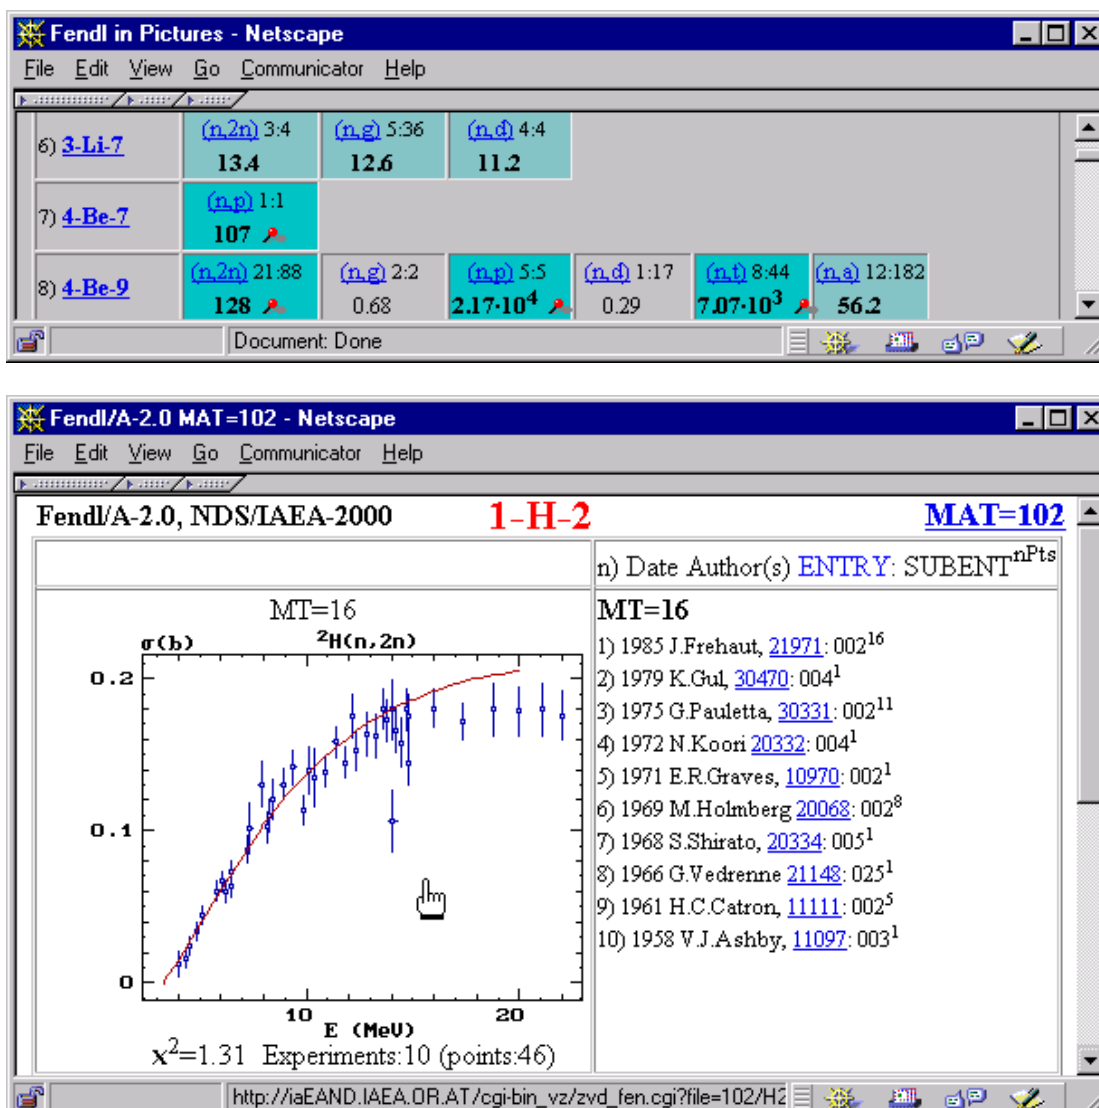 Fendl in Pictures - Netscape
File Edit View Go Communicator Help
6) 3-Li-7 (n,2n) 3:4 (n,g) 5:36 (n,d) 4:4
13.4 12.6 11.2
7) 4-Be-7 (n,p) 1:1
107
8) 4-Be-9 (n,2n) 21:88 (n,g) 2:2 (n,p) 5:5 (n,d) 1:17 (n,t) 8:44 (n,a) 12:182
128 0.68 2.17·10⁴ 0.29 7.07·10³ 56.2
Document: Done
Fendl/A-2.0 MAT=102 - Netscape
File Edit View Go Communicator Help
Fendl/A-2.0, NDS/IAEA-2000 1-H-2 MAT=102
n) Date Author(s) ENTRY: SUBENTⁿᴾᵗˢ
MT=16
σ(b) ²H(n,2n)
0.2
0.1
0
10 20
E (MeV)
x²=1.31 Experiments:10 (points:46)
MT=16
1) 1985 J.Frehaut, 21971: 002¹⁶
2) 1979 K.Gul, 30470: 004¹
3) 1975 G.Pauletta, 30331: 002¹¹
4) 1972 N.Koori 20332: 004¹
5) 1971 E.R.Graves, 10970: 002¹
6) 1969 M.Holmberg 20068: 002⁸
7) 1968 S.Shirato, 20334: 005¹
8) 1966 G.Vedrenne 21148: 025¹
9) 1961 H.C.Catron, 11111: 002⁵
10) 1958 V.J.Ashby, 11097: 003¹
http://iaEAND.IAEA.OR.AT/cgi-bin_vz/zvd_fen.cgi?file=102/H2